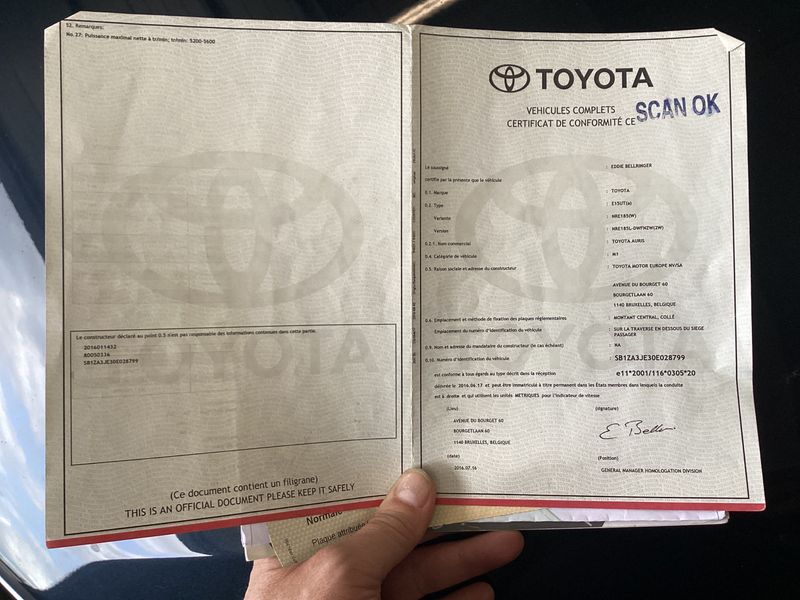 52. Remarques:
No.27: Puissance maximal nette à tr/min; tr/min: 5200-5600
Le constructeur déclaré au point 0.5 n'est pas responsable des informations contenues dans cette partie.
2016011432
80050336
SB1ZA3JE30E028799
(Ce document contient un filigrane)
THIS IS AN OFFICIAL DOCUMENT PLEASE KEEP IT SAFELY
TOYOTA
VEHICULES COMPLETS
CERTIFICAT DE CONFORMITÉ CE
SCAN OK
Le soussigné : EDDIE BELLRINGER
certifie par la présente que le véhicule
0.1. Marque : TOYOTA
0.2. Type : E15UT(a)
Variante : NRE185(W)
Version : NRE185L-DWFNZW(2W)
0.2.1. Nom commercial : TOYOTA AURIS
0.4. Catégorie de véhicule : M1
0.5. Raison sociale et adresse du constructeur : TOYOTA MOTOR EUROPE NV/SA
AVENUE DU BOURGET 60
BOURGETLAAN 60
1140 BRUXELLES, BELGIQUE
0.6. Emplacement et méthode de fixation des plaques réglementaires : MONTANT CENTRAL, COLLÉ
Emplacement du numéro d'identification du véhicule : SUR LA TRAVERSE EN DESSOUS DU SIEGE
PASSAGER
0.9. Nom et adresse du mandataire du constructeur (le cas échéant) : NA
0.10. Numéro d'identification du véhicule : SB1ZA3JE30E028799
est conforme à tous égards au type décrit dans la réception e11*2001/116*0305*20
délivrée le 2016.06.17 et peut être immatriculé à titre permanent dans les États membres dans lesquels la conduite
est à droite et qui utilisent les unités METRIQUES pour l'indicateur de vitesse
(Lieu) (signature)
AVENUE DU BOURGET 60
BOURGETLAAN 60
1140 BRUXELLES, BELGIQUE
E Bell
(date) (Position)
2016.07.16 GENERAL MANAGER HOMOLOGATION DIVISION
Normale
Plaque attribuée